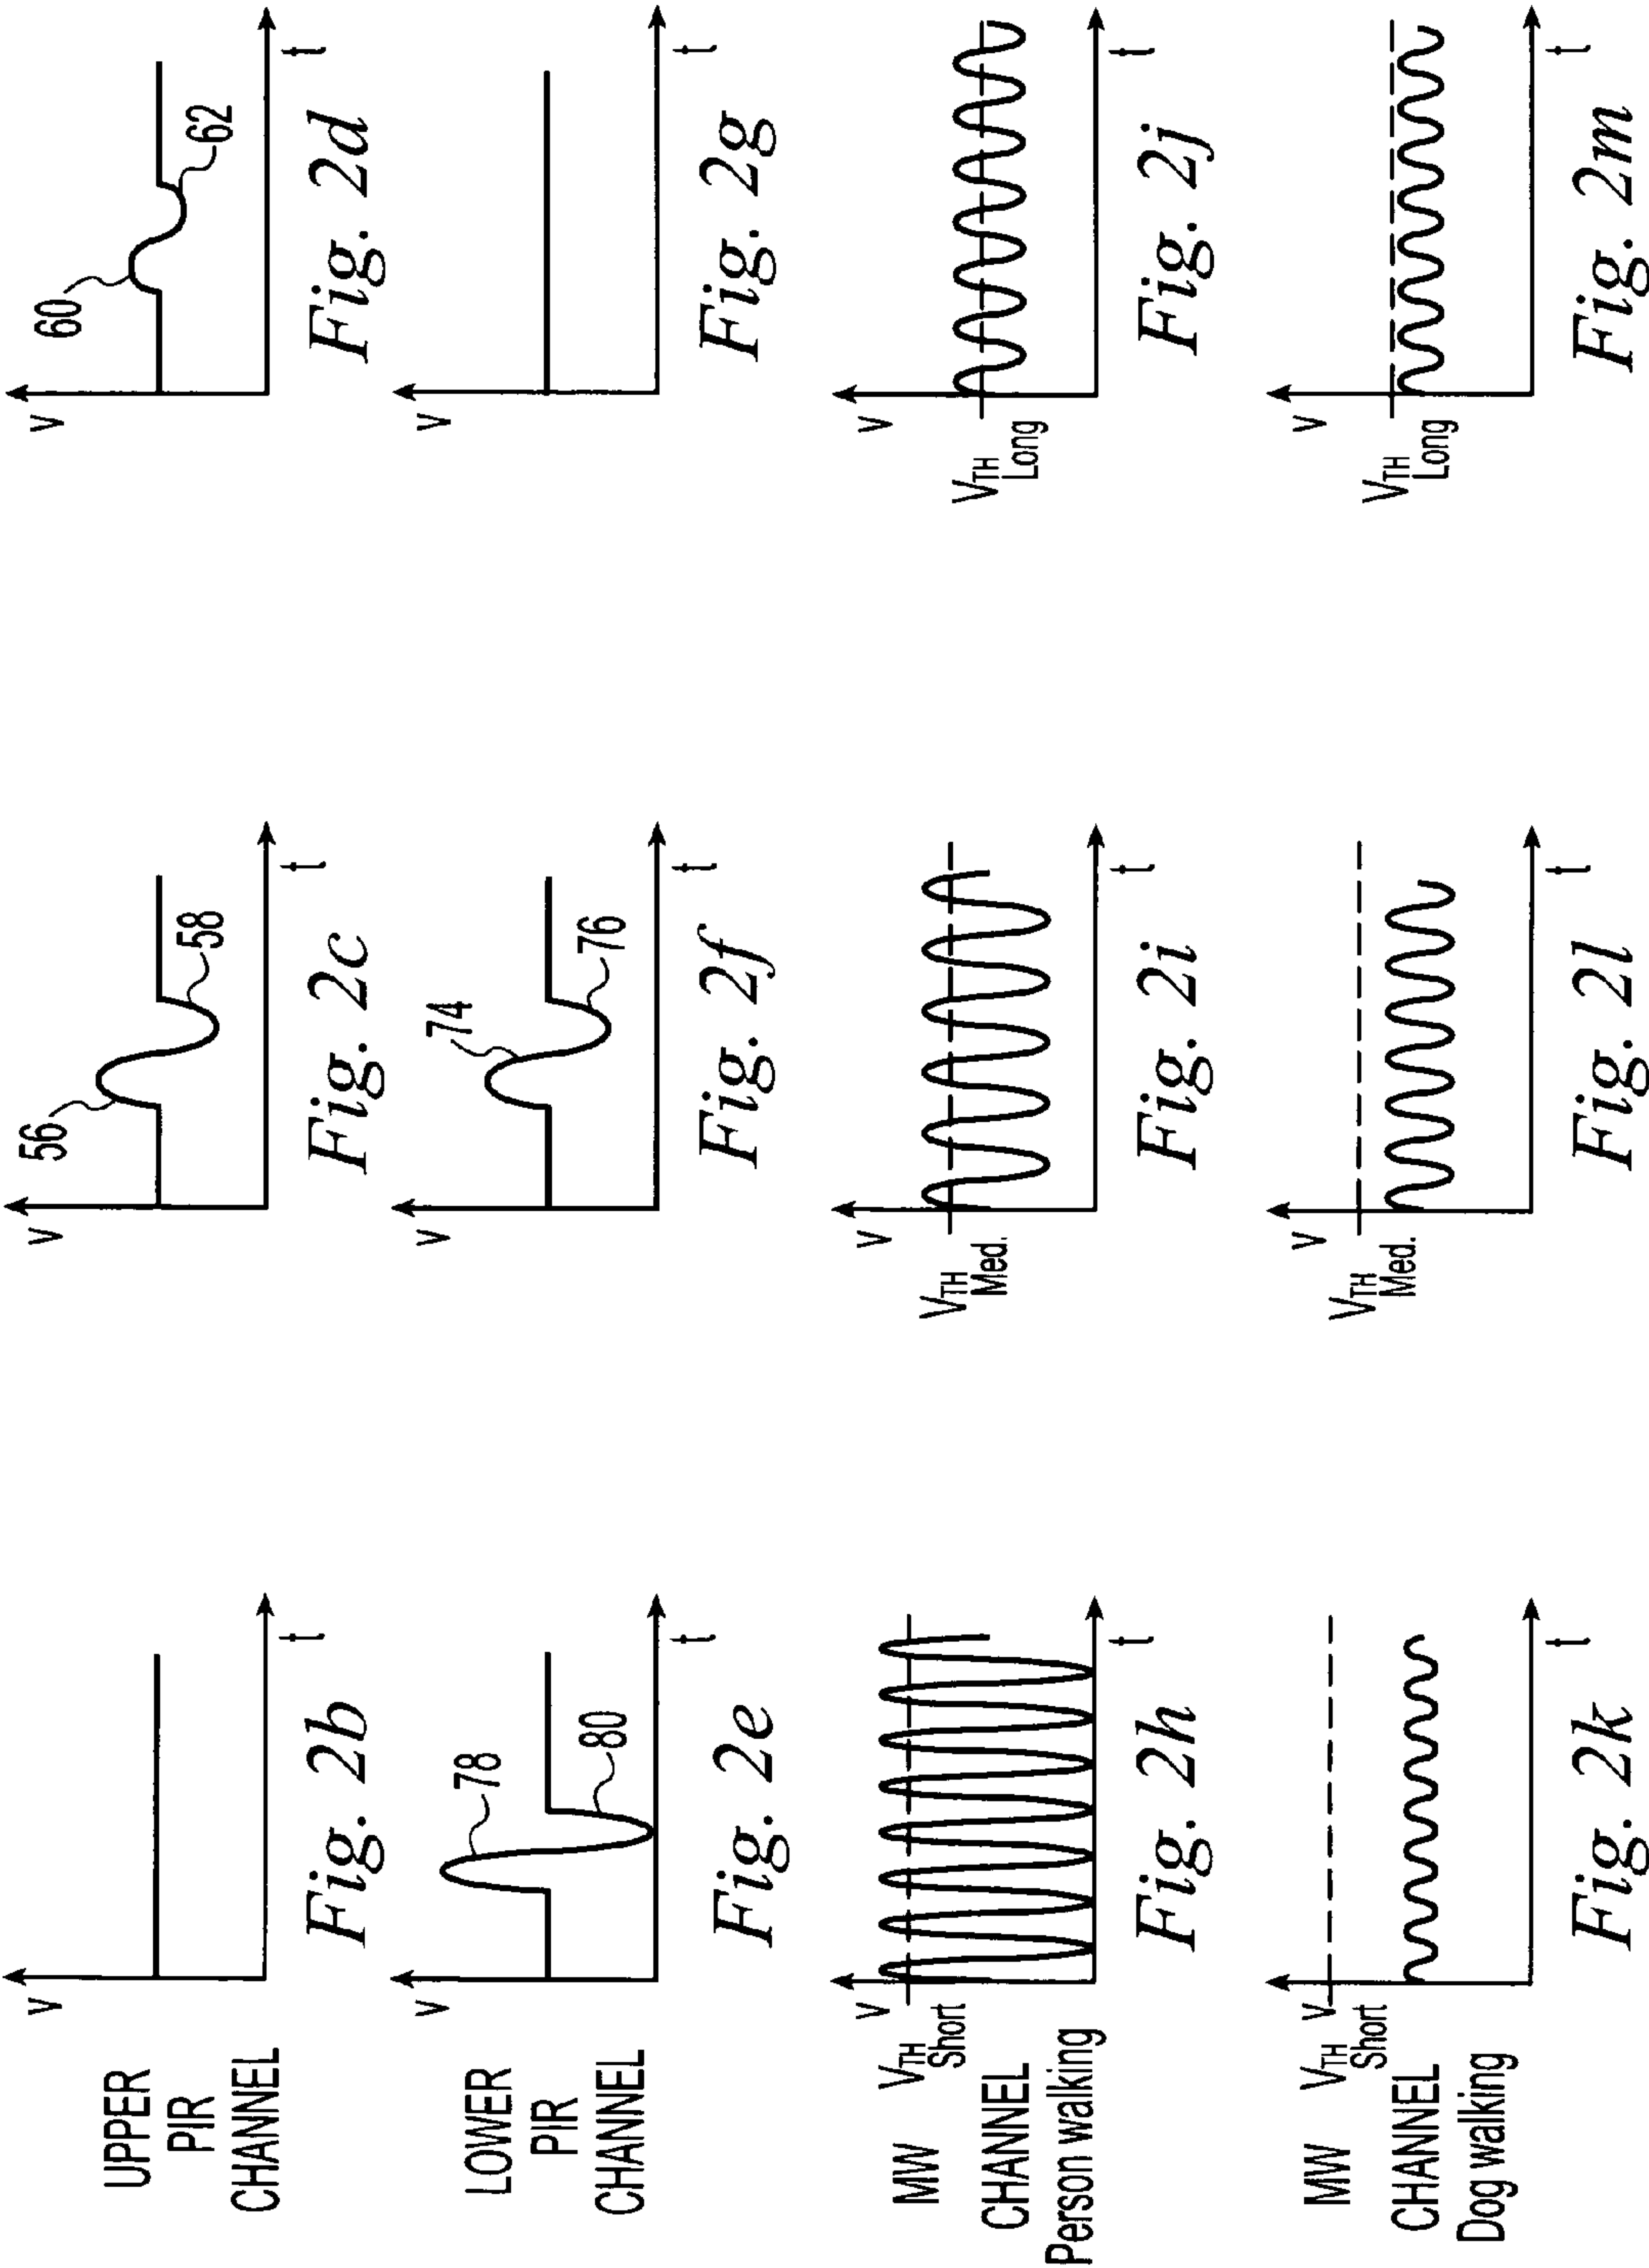 UPPER
PIR
CHANNEL
V
t
Fig. 2b
V
56
58
t
Fig. 2c
V
60
62
t
Fig. 2d
LOWER
PIR
CHANNEL
V
78
80
t
Fig. 2e
V
74
76
t
Fig. 2f
V
t
Fig. 2g
MW
CHANNEL
Person walking
V
VTH
Short
t
Fig. 2h
V
VTH
Med.
t
Fig. 2i
V
VTH
Long
t
Fig. 2j
MW
CHANNEL
Dog walking
V
VTH
Short
t
Fig. 2k
V
VTH
Med.
t
Fig. 2l
V
VTH
Long
t
Fig. 2m